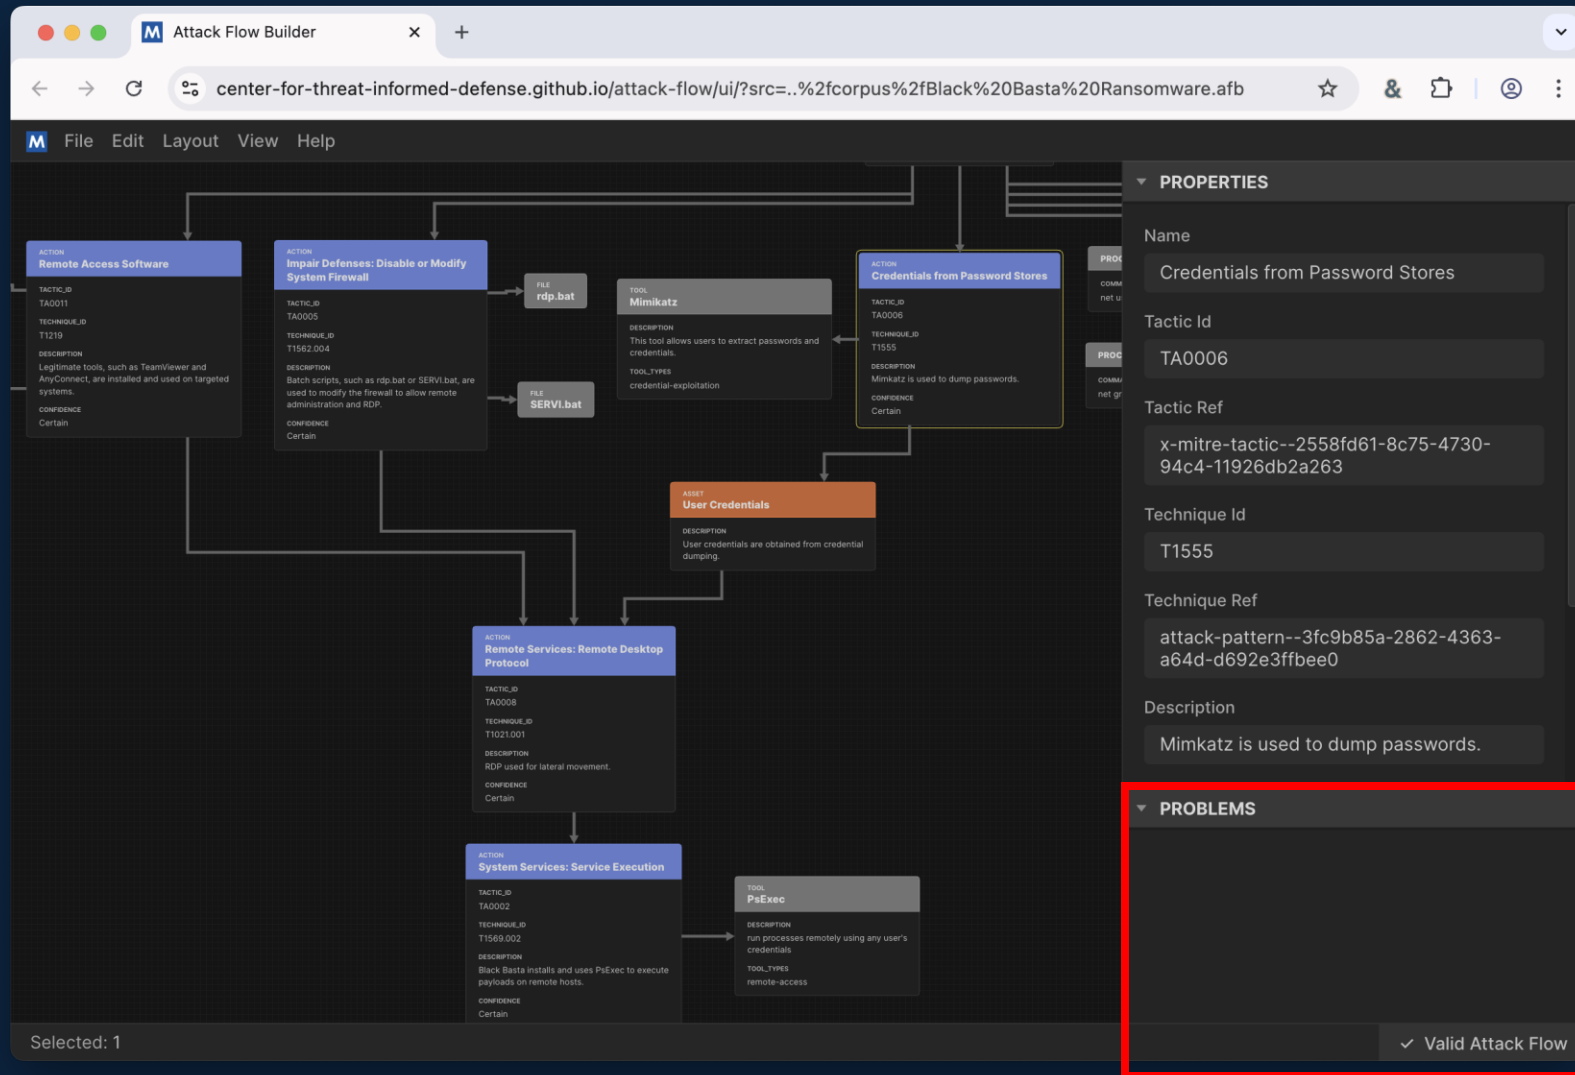 M Attack Flow Builder
center-for-threat-informed-defense.github.io/attack-flow/ui/?src=..%2fcorpus%2fBlack%20Basta%20Ransomware.afb
M File Edit Layout View Help
ACTION
Remote Access Software
TACTIC_ID
TA0011
TECHNIQUE_ID
T1219
DESCRIPTION
Legitimate tools, such as TeamViewer and
AnyConnect, are installed and used on targeted
systems.
CONFIDENCE
Certain
ACTION
Impair Defenses: Disable or Modify
System Firewall
TACTIC_ID
TA0005
TECHNIQUE_ID
T1562.004
DESCRIPTION
Batch scripts, such as rdp.bat or SERVI.bat, are
used to modify the firewall to allow remote
administration and RDP.
CONFIDENCE
Certain
FILE
rdp.bat
FILE
SERVI.bat
TOOL
Mimikatz
DESCRIPTION
This tool allows users to extract passwords and
credentials.
TOOL_TYPES
credential-exploitation
ACTION
Credentials from Password Stores
TACTIC_ID
TA0006
TECHNIQUE_ID
T1555
DESCRIPTION
Mimkatz is used to dump passwords.
CONFIDENCE
Certain
PROC
COMMA
net u
PROC
COMMA
net gr
ASSET
User Credentials
DESCRIPTION
User credentials are obtained from credential
dumping.
ACTION
Remote Services: Remote Desktop
Protocol
TACTIC_ID
TA0008
TECHNIQUE_ID
T1021.001
DESCRIPTION
RDP used for lateral movement.
CONFIDENCE
Certain
ACTION
System Services: Service Execution
TACTIC_ID
TA0002
TECHNIQUE_ID
T1569.002
DESCRIPTION
Black Basta installs and uses PsExec to execute
payloads on remote hosts.
CONFIDENCE
Certain
TOOL
PsExec
DESCRIPTION
run processes remotely using any user's
credentials
TOOL_TYPES
remote-access
PROPERTIES
Name
Credentials from Password Stores
Tactic Id
TA0006
Tactic Ref
x-mitre-tactic--2558fd61-8c75-4730-
94c4-11926db2a263
Technique Id
T1555
Technique Ref
attack-pattern--3fc9b85a-2862-4363-
a64d-d692e3ffbee0
Description
Mimkatz is used to dump passwords.
PROBLEMS
Selected: 1
Valid Attack Flow